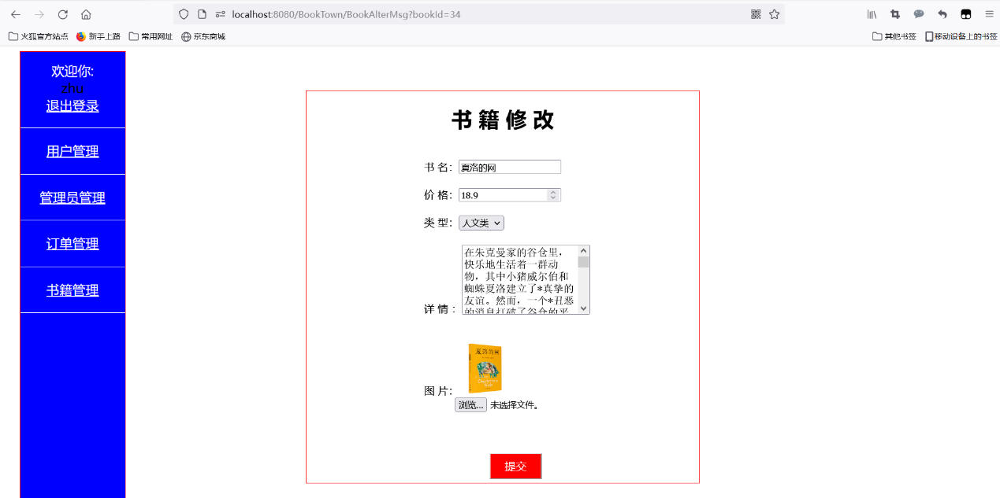 localhost:8080/BookTown/BookAlterMsg?bookId=34
火狐官方站点 新手上路 常用网址 京东商城 其他书签 移动设备上的书签
欢迎你:
zhu
退出登录
用户管理
管理员管理
订单管理
书籍管理
书 籍 修 改
书 名： 夏洛的网
价 格： 18.9
类 型： 人文类
在朱克曼家的谷仓里，
快乐地生活着一群动
物，其中小猪威尔伯和
蜘蛛夏洛建立了*真挚的
友谊。然而，一个*丑恶
的消息打破了谷仓的平
详 情：
夏洛的网
Charlotte's
Web
图 片：
浏览... 未选择文件。
提交